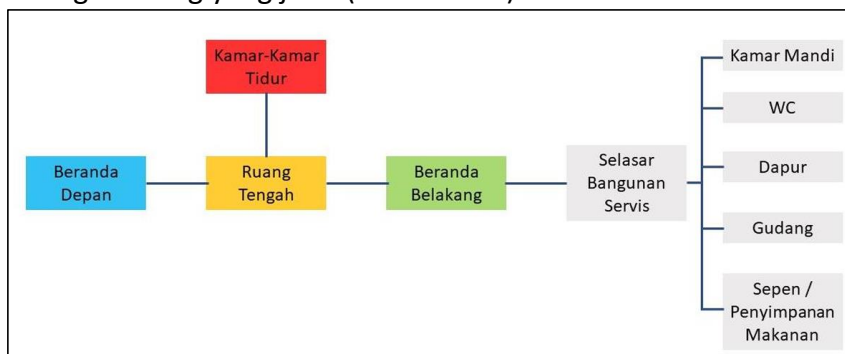 Kamar-Kamar
Tidur
Beranda
Depan
Ruang
Tengah
Beranda
Belakang
Selasar
Bangunan
Servis
Kamar Mandi
WC
Dapur
Gudang
Sepen /
Penyimpanan
Makanan